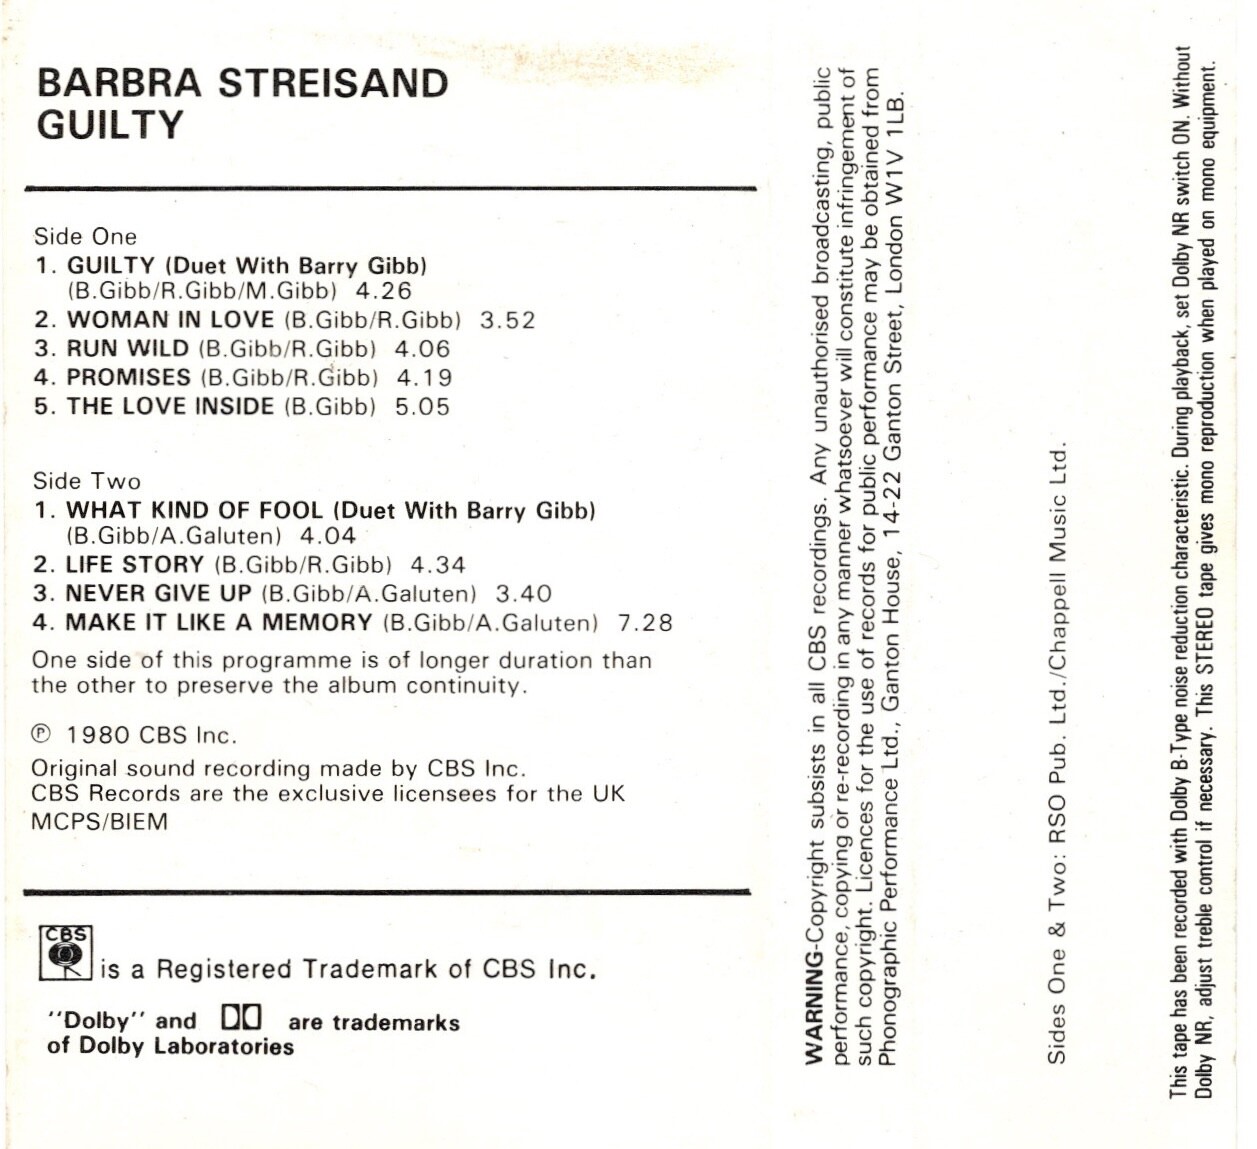 BARBRA STREISAND
GUILTY
Side One
1. GUILTY (Duet With Barry Gibb)
(B.Gibb/R.Gibb/M.Gibb) 4.26
2. WOMAN IN LOVE (B.Gibb/R.Gibb) 3.52
3. RUN WILD (B.Gibb/R.Gibb) 4.06
4. PROMISES (B.Gibb/R.Gibb) 4.19
5. THE LOVE INSIDE (B.Gibb) 5.05
Side Two
1. WHAT KIND OF FOOL (Duet With Barry Gibb)
(B.Gibb/A.Galuten) 4.04
2. LIFE STORY (B.Gibb/R.Gibb) 4.34
3. NEVER GIVE UP (B.Gibb/A.Galuten) 3.40
4. MAKE IT LIKE A MEMORY (B.Gibb/A.Galuten) 7.28
One side of this programme is of longer duration than
the other to preserve the album continuity.
℗ 1980 CBS Inc.
Original sound recording made by CBS Inc.
CBS Records are the exclusive licensees for the UK
MCPS/BIEM
CBS is a Registered Trademark of CBS Inc.
"Dolby" and are trademarks
of Dolby Laboratories
WARNING-Copyright subsists in all CBS recordings. Any unauthorised broadcasting, public
performance, copying or re-recording in any manner whatsoever will constitute infringement of
such copyright. Licences for the use of records for public performance may be obtained from
Phonographic Performance Ltd., Ganton House, 14-22 Ganton Street, London W1V 1LB.
Sides One & Two: RSO Pub. Ltd./Chappell Music Ltd.
This tape has been recorded with Dolby B-Type noise reduction characteristic. During playback, set Dolby NR switch ON. Without
Dolby NR, adjust treble control if necessary. This STEREO tape gives mono reproduction when played on mono equipment.